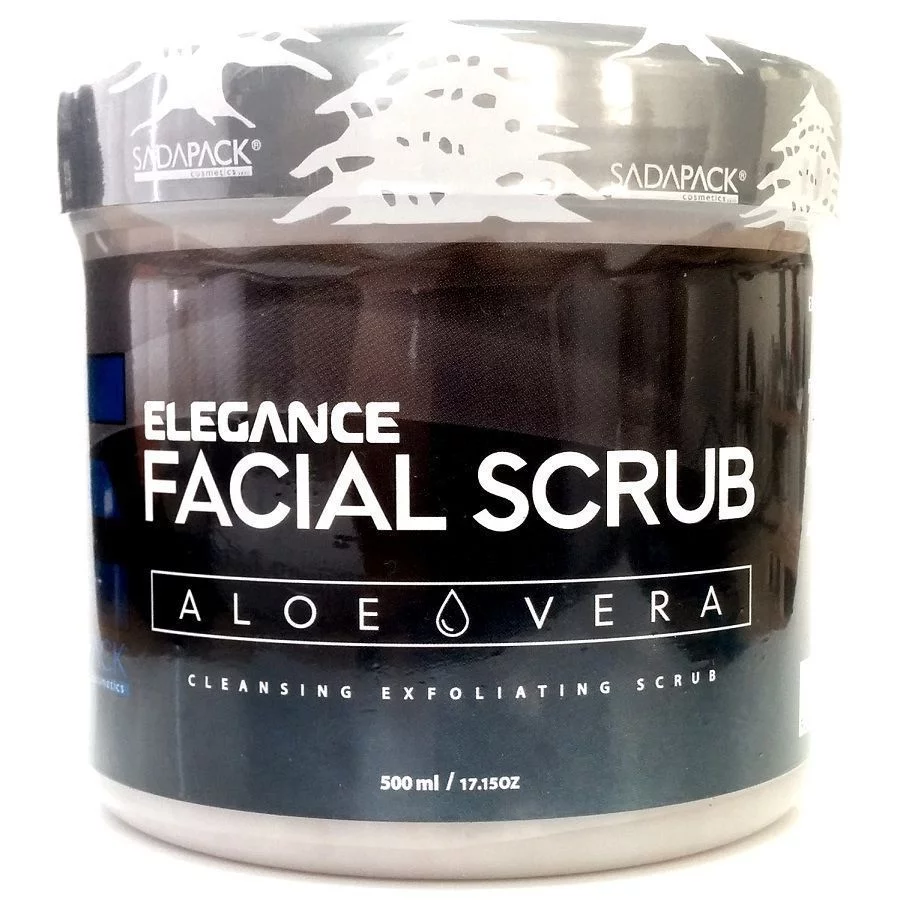 SADAPACK®
cosmetics
SADAPACK®
cosmetics
ELEGANCE
FACIAL SCRUB
ALOE VERA
CLEANSING EXFOLIATING SCRUB
500 ml / 17.15OZ